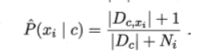 P̂(xᵢ | c) = (|D_{c,xᵢ}| + 1) / (|D_c| + Nᵢ) .